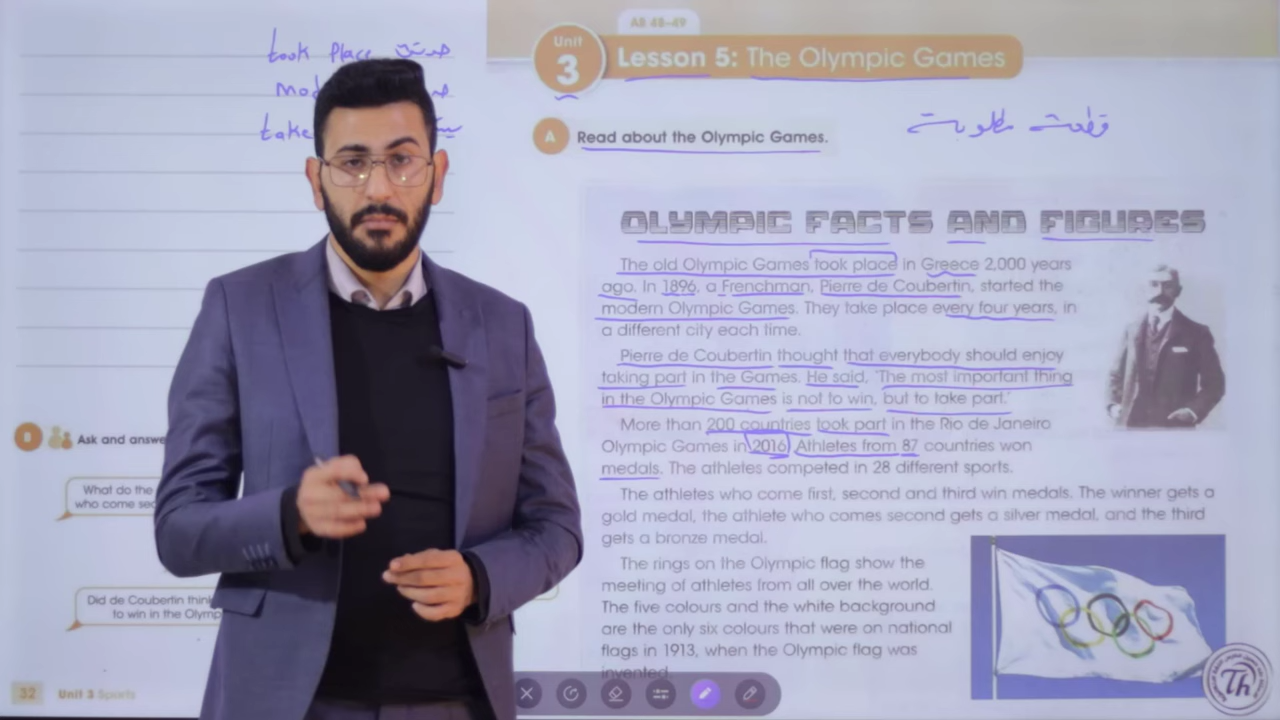 took place حدثت
take
AB 48–49
Unit 3
Lesson 5: The Olympic Games
قطعة مطلوبة
A Read about the Olympic Games.
OLYMPIC FACTS AND FIGURES
The old Olympic Games took place in Greece 2,000 years
ago. In 1896, a Frenchman, Pierre de Coubertin, started the
modern Olympic Games. They take place every four years, in
a different city each time.
Pierre de Coubertin thought that everybody should enjoy
taking part in the Games. He said, 'The most important thing
in the Olympic Games is not to win, but to take part.'
More than 200 countries took part in the Rio de Janeiro
Olympic Games in 2016. Athletes from 87 countries won
medals. The athletes competed in 28 different sports.
The athletes who come first, second and third win medals. The winner gets a
gold medal, the athlete who comes second gets a silver medal, and the third
gets a bronze medal.
The rings on the Olympic flag show the
meeting of athletes from all over the world.
The five colours and the white background
are the only six colours that were on national
flags in 1913, when the Olympic flag was
invented.
B Ask and
What do the
who come
Did de Coubertin
to win in the
32 Unit 3 Sports
Th